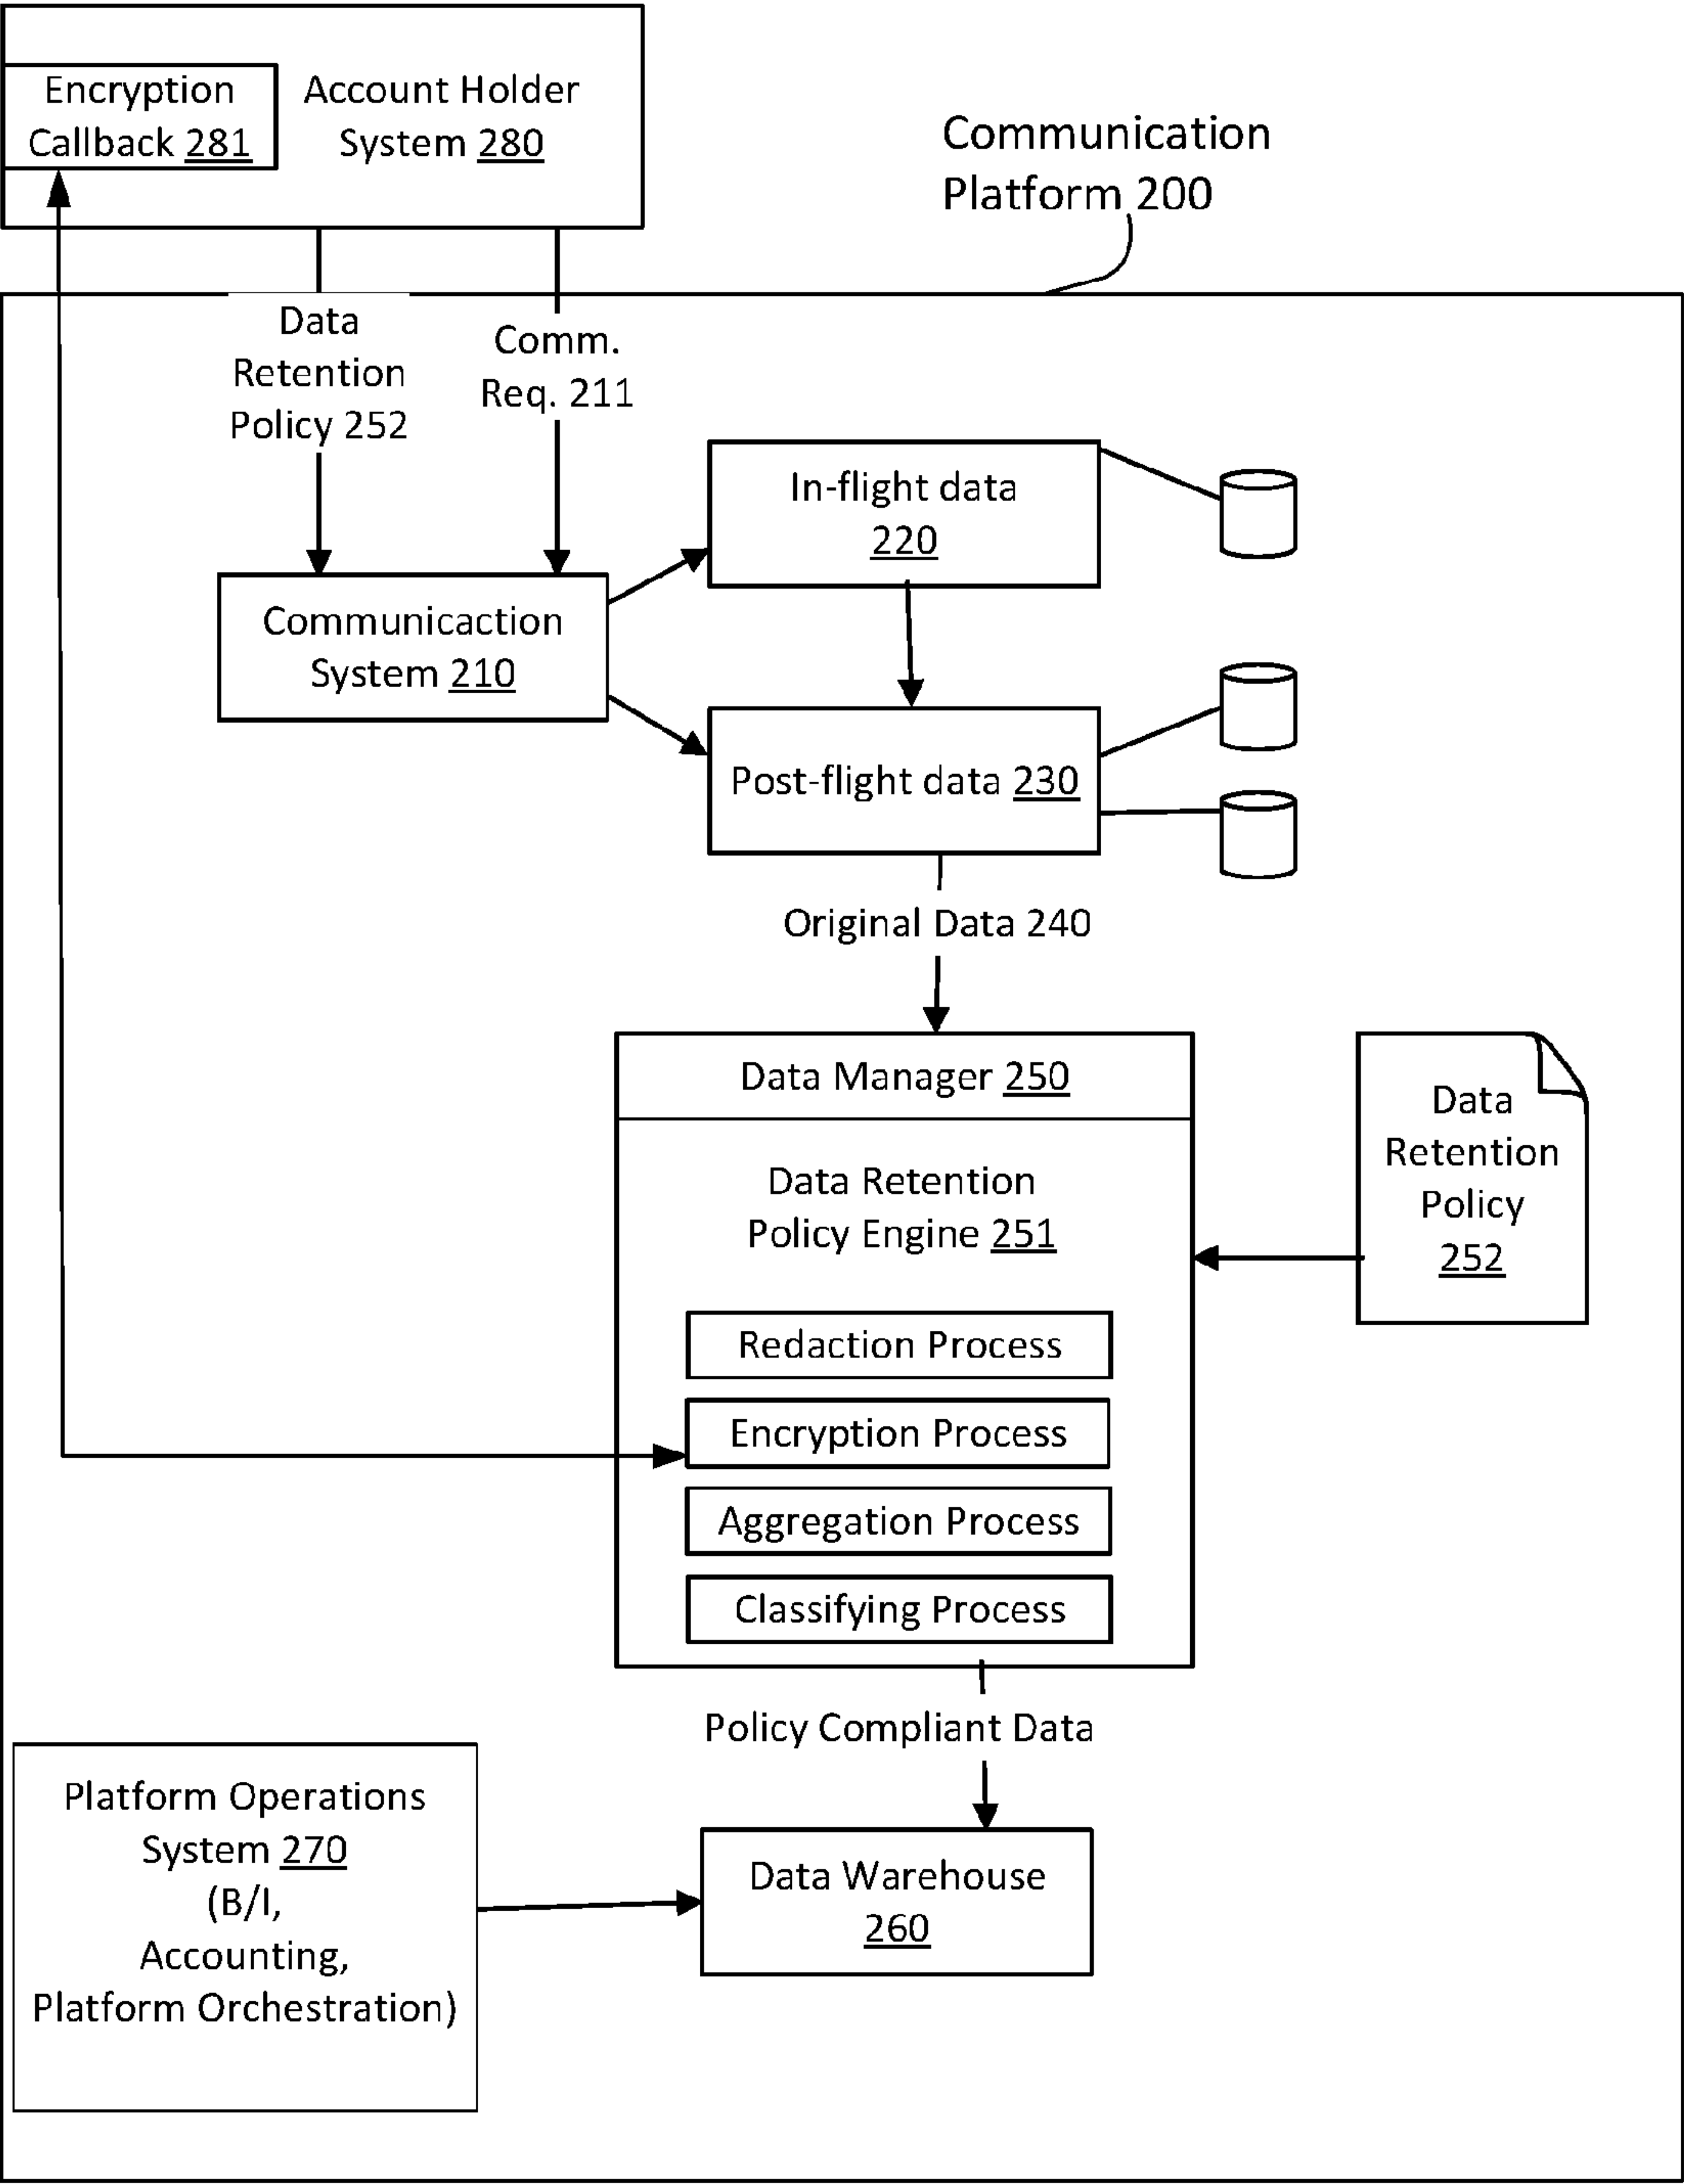 Encryption
Callback 281
Account Holder
System 280
Communication
Platform 200
Data
Retention
Policy 252
Comm.
Req. 211
In-flight data
220
Communicaction
System 210
Post-flight data 230
Original Data 240
Data Manager 250
Data Retention
Policy Engine 251
Data
Retention
Policy
252
Redaction Process
Encryption Process
Aggregation Process
Classifying Process
Policy Compliant Data
Platform Operations
System 270
(B/I,
Accounting,
Platform Orchestration)
Data Warehouse
260